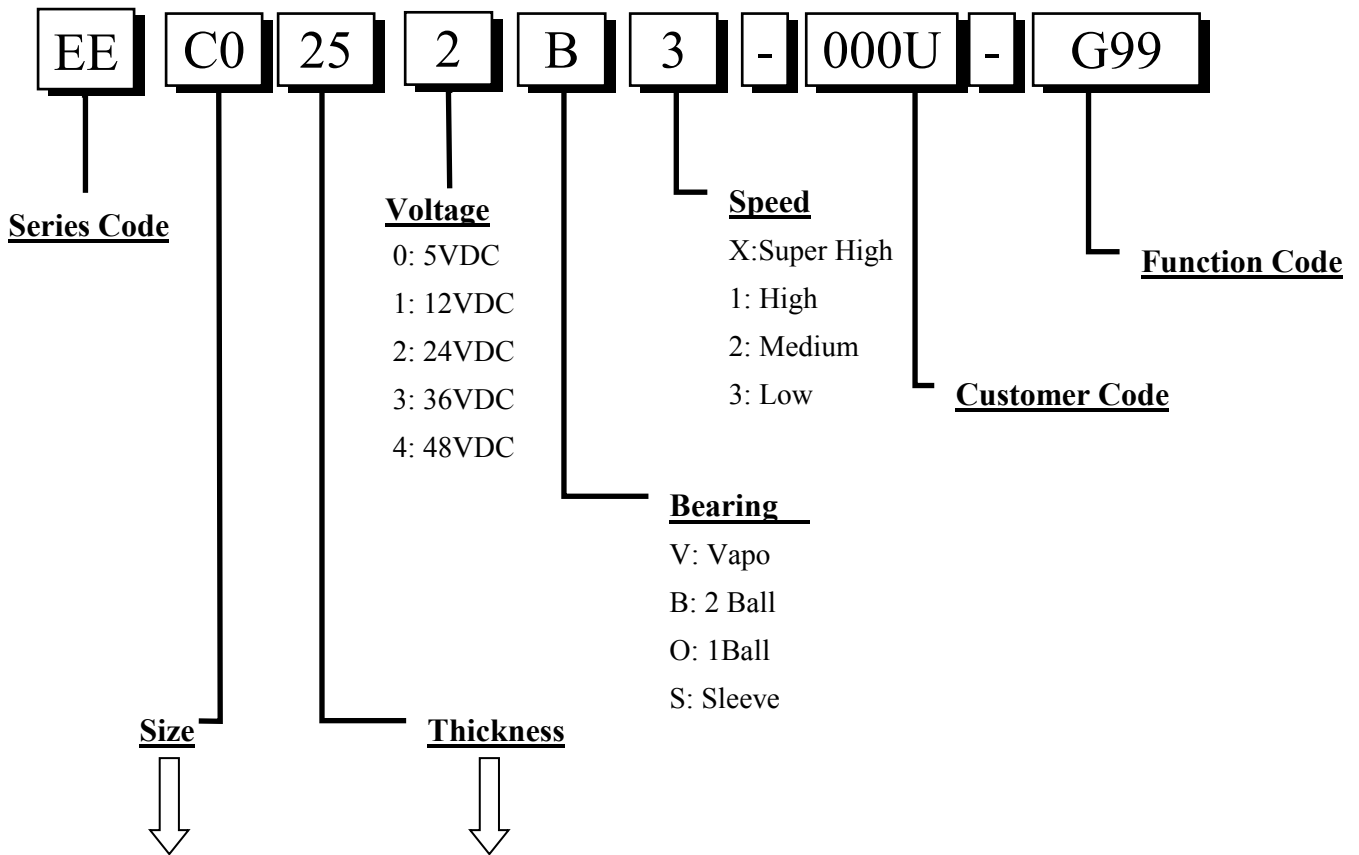 EE C0 25 2 B 3 - 000U - G99
Series Code
Voltage
0: 5VDC
1: 12VDC
2: 24VDC
3: 36VDC
4: 48VDC
Speed
X:Super High
1: High
2: Medium
3: Low
Function Code
Customer Code
Bearing
V: Vapo
B: 2 Ball
O: 1Ball
S: Sleeve
Size
Thickness